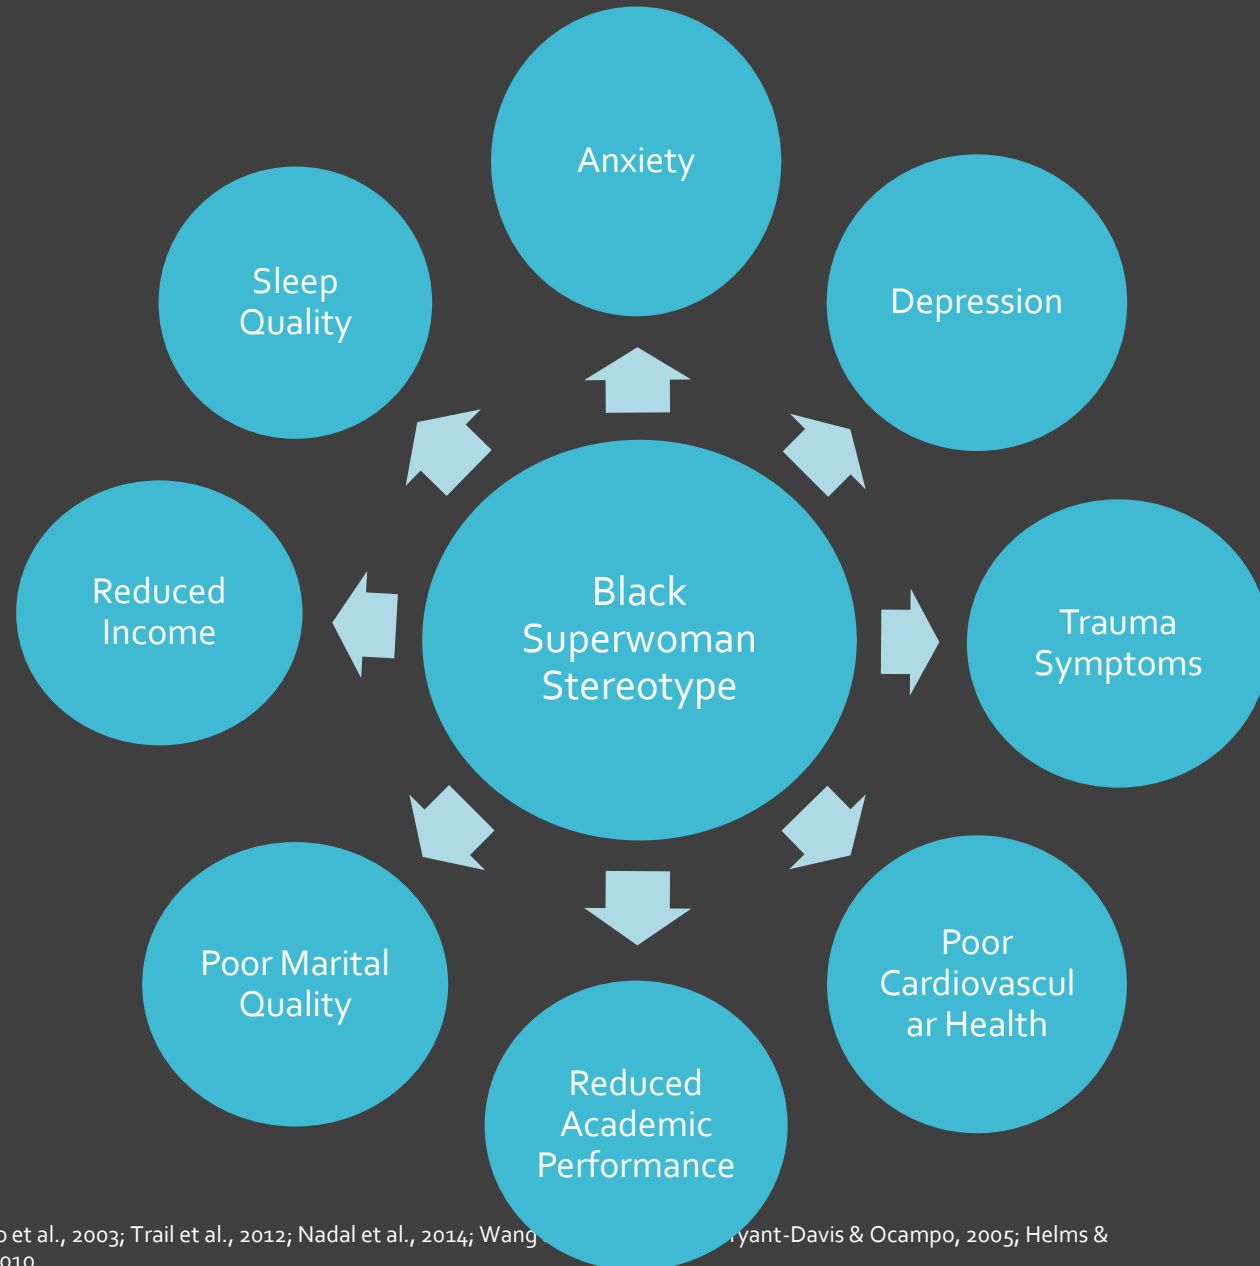 Anxiety
Sleep
Quality
Depression
Reduced
Income
Black
Superwoman
Stereotype
Trauma
Symptoms
Poor Marital
Quality
Poor
Cardiovascul
ar Health
Reduced
Academic
Performance
et al., 2003; Trail et al., 2012; Nadal et al., 2014; Wang & Ocampo, 2005; Helms &